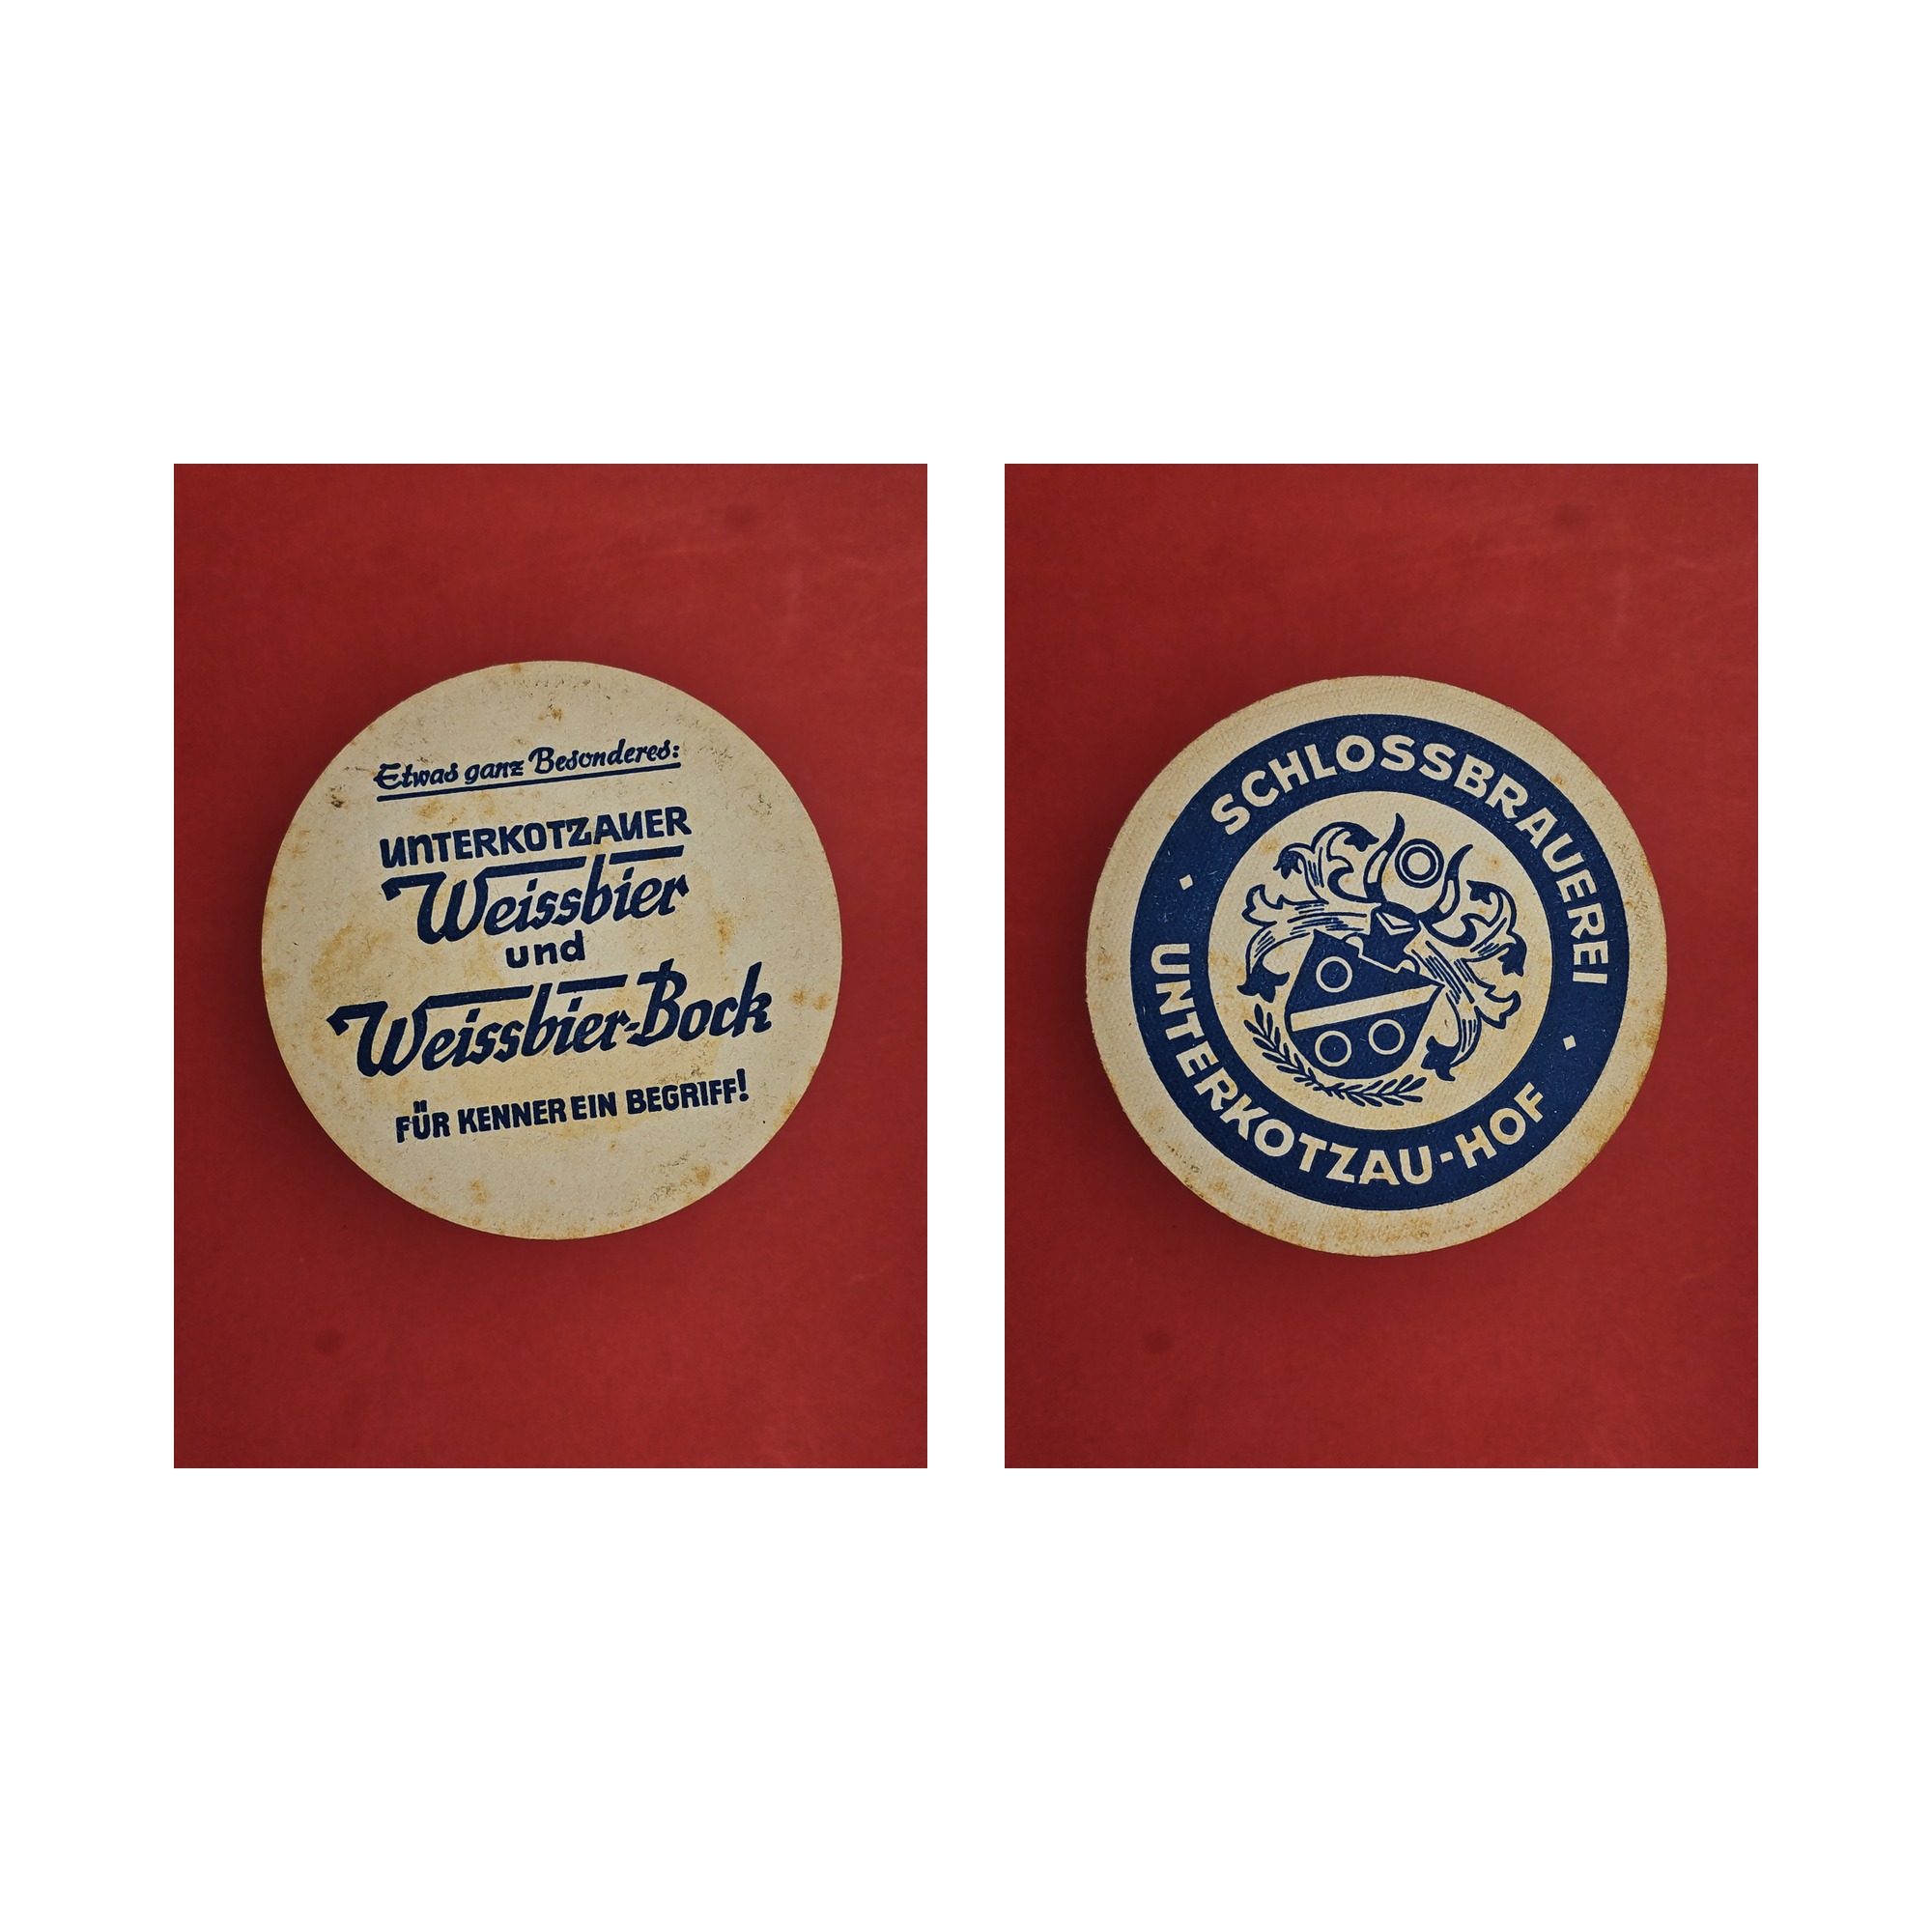 Etwas ganz Besonderes:
UNTERKOTZAUER
Weissbier
und
Weissbier-Bock
FÜR KENNER EIN BEGRIFF!
SCHLOSSBRAUEREI
UNTERKOTZAU-HOF